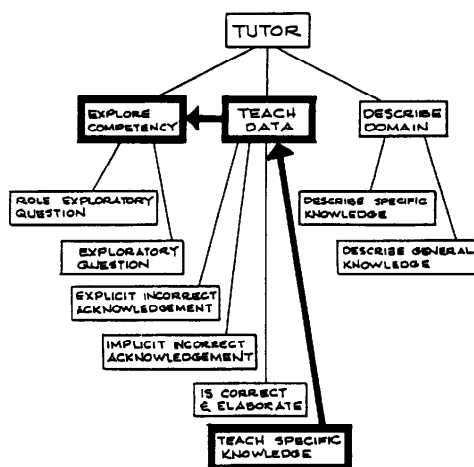 TUTOR
EXPLORE
COMPETENCY
TEACH
DATA
DESCRIBE
DOMAIN
ROLE EXPLORATORY
QUESTION
EXPLORATORY
QUESTION
DESCRIBE SPECIFIC
KNOWLEDGE
DESCRIBE GENERAL
KNOWLEDGE
EXPLICIT INCORRECT
ACKNOWLEDGEMENT
IMPLICIT INCORRECT
ACKNOWLEDGEMENT
IS CORRECT
& ELABORATE
TEACH SPECIFIC
KNOWLEDGE